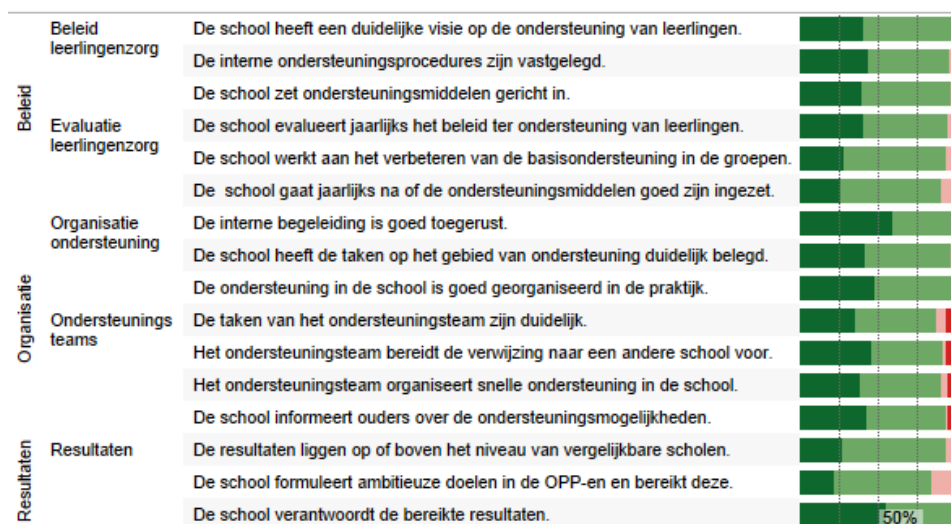 Beleid
Beleid leerlingenzorg
De school heeft een duidelijke visie op de ondersteuning van leerlingen.
De interne ondersteuningsprocedures zijn vastgelegd.
De school zet ondersteuningsmiddelen gericht in.
Evaluatie leerlingenzorg
De school evalueert jaarlijks het beleid ter ondersteuning van leerlingen.
De school werkt aan het verbeteren van de basisondersteuning in de groepen.
De school gaat jaarlijks na of de ondersteuningsmiddelen goed zijn ingezet.
Organisatie
Organisatie ondersteuning
De interne begeleiding is goed toegerust.
De school heeft de taken op het gebied van ondersteuning duidelijk belegd.
De ondersteuning in de school is goed georganiseerd in de praktijk.
Ondersteunings teams
De taken van het ondersteuningsteam zijn duidelijk.
Het ondersteuningsteam bereidt de verwijzing naar een andere school voor.
Het ondersteuningsteam organiseert snelle ondersteuning in de school.
De school informeert ouders over de ondersteuningsmogelijkheden.
Resultaten
Resultaten
De resultaten liggen op of boven het niveau van vergelijkbare scholen.
De school formuleert ambitieuze doelen in de OPP-en en bereikt deze.
De school verantwoordt de bereikte resultaten.
50%